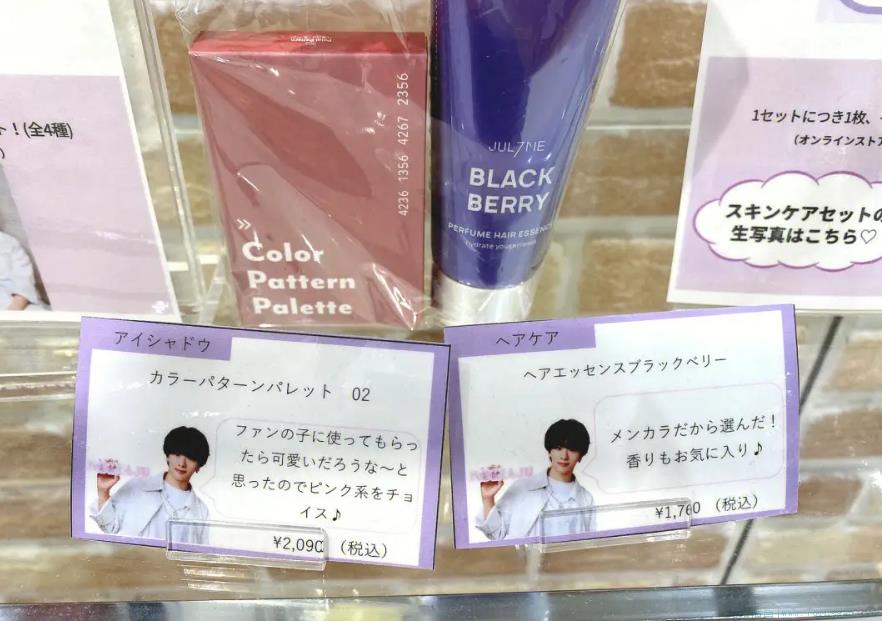 ト！(全4種)
4236 1356 4267 2356
Color
Pattern
Palette
JUL7ME
BLACK
BERRY
PERFUME HAIR ESSENCE
1セットにつき1枚、
(オンラインストア
スキンケアセットの
生写真はこちら♡
アイシャドウ
カラーパターンパレット 02
ファンの子に使ってもらっ
たら可愛いだろうな〜と
思ったのでピンク系をチョ
イス♪
¥2,090 （税込）
ヘアケア
ヘアエッセンスブラックベリー
メンカラだから選んだ！
香りもお気に入り♪
¥1,760 （税込）